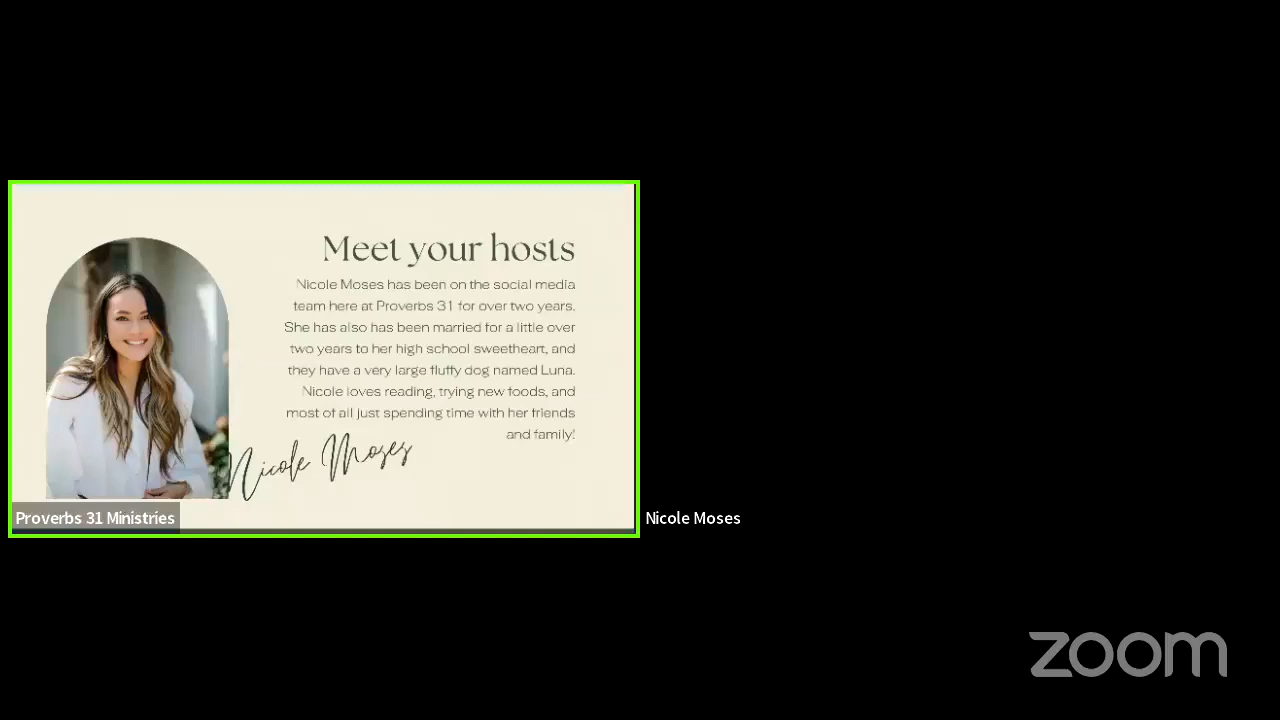 Meet your hosts
Nicole Moses has been on the social media
team here at Proverbs 31 for over two years.
She has also has been married for a little over
two years to her high school sweetheart, and
they have a very large fluffy dog named Luna.
Nicole loves reading, trying new foods, and
most of all just spending time with her friends
and family!
Nicole Moses
Proverbs 31 Ministries
Nicole Moses
zoom